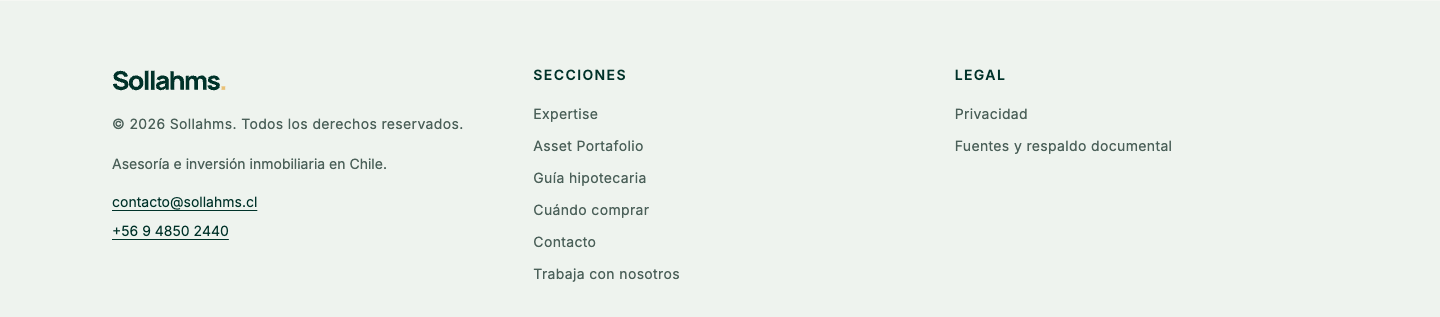 Sollahms.
© 2026 Sollahms. Todos los derechos reservados.
Asesoría e inversión inmobiliaria en Chile.
contacto@sollahms.cl
+56 9 4850 2440
SECCIONES
Expertise
Asset Portafolio
Guía hipotecaria
Cuándo comprar
Contacto
Trabaja con nosotros
LEGAL
Privacidad
Fuentes y respaldo documental